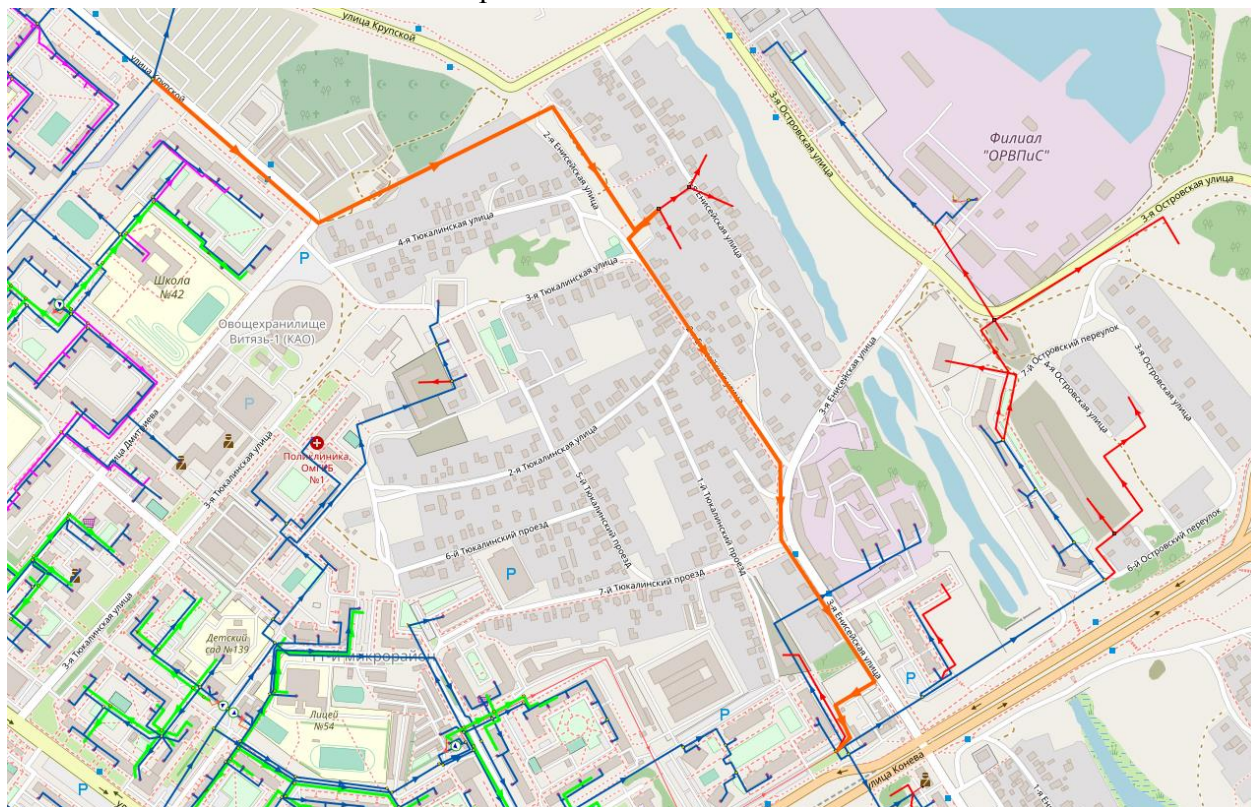 улица Крупской
улица Крупской
3-я Островская улица
Филиал
"ОРВПиС"
3-я Островская улица
2-я Енисейская улица
4-я Тюкалинская улица
P
Школа
№42
3-я Тюкалинская улица
Овощехранилище
Витязь-1 (КАО)
P
7-й Островский переулок
4-я Островская улица
3-я Островская улица
3-я Енисейская улица
Поликлиника
ОмГКБ
№1
3-я Тюкалинская улица
2-я Тюкалинская улица
5-й Тюкалинский проезд
1-й Тюкалинский проезд
6-й Тюкалинский проезд
P
7-й Тюкалинский проезд
6-й Островский переулок
3-я Енисейская улица
3-я Тюкалинская улица
Детский
сад №139
P
Лицей
№54
P
улица Конева
P